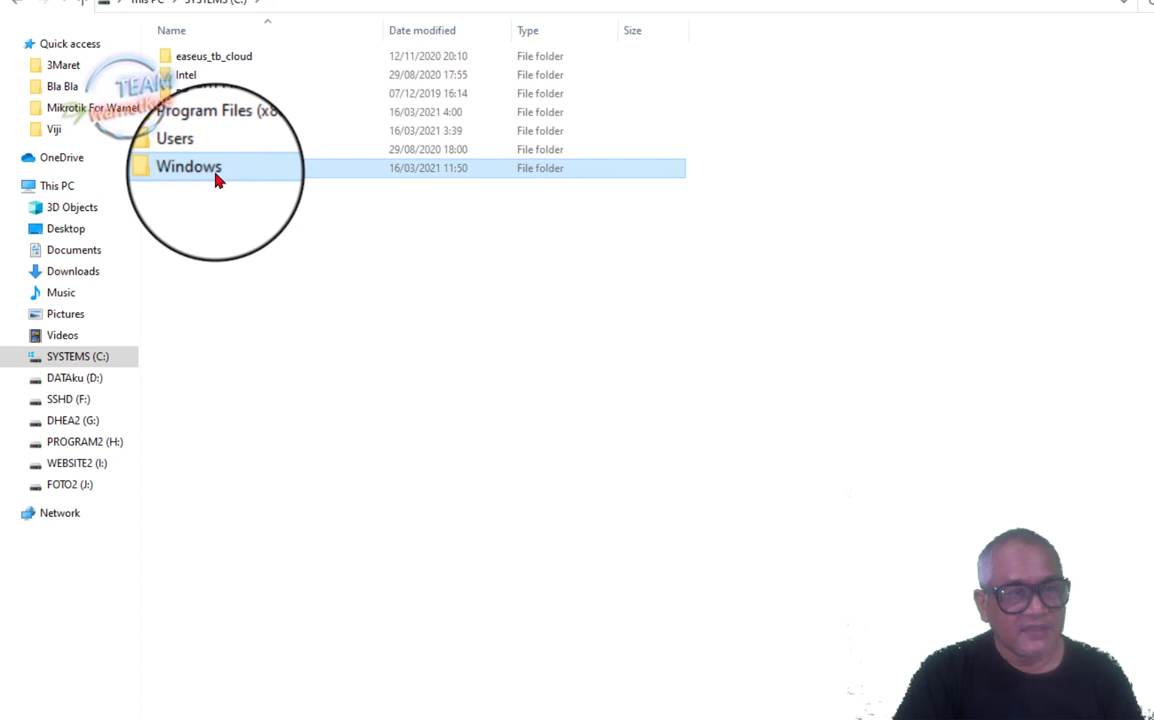 This PC > SYSTEMS (C:) >
Name Date modified Type Size
Quick access
3Maret
Bla Bla
Mikrotik For Warnet
Viji
OneDrive
This PC
3D Objects
Desktop
Documents
Downloads
Music
Pictures
Videos
SYSTEMS (C:)
DATAku (D:)
SSHD (F:)
DHEA2 (G:)
PROGRAM2 (H:)
WEBSITE2 (I:)
FOTO2 (J:)
Network
TEAM
easeus_tb_cloud 12/11/2020 20:10 File folder
Intel 29/08/2020 17:55 File folder
07/12/2019 16:14 File folder
16/03/2021 4:00 File folder
Program Files (x8 16/03/2021 3:39 File folder
Users 29/08/2020 18:00 File folder
Windows 16/03/2021 11:50 File folder